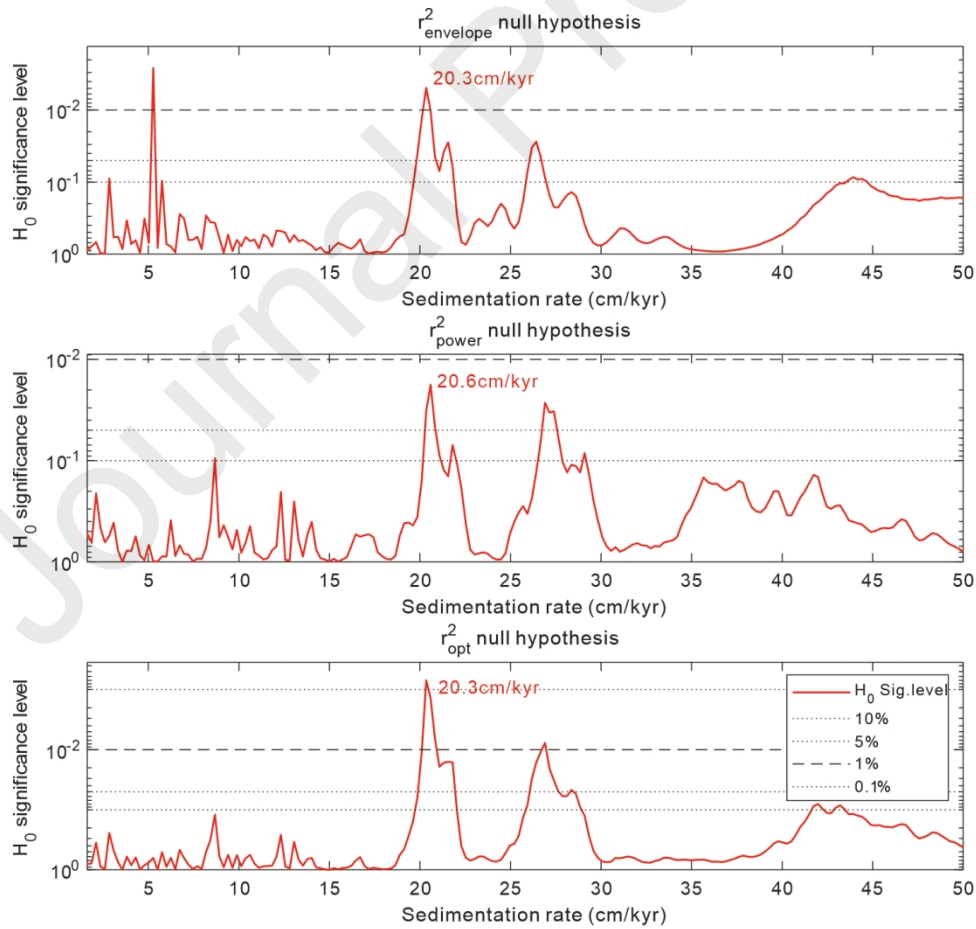 r²envelope null hypothesis
20.3cm/kyr
H₀ significance level
10⁻²
10⁻¹
10⁰
5 10 15 20 25 30 35 40 45 50
Sedimentation rate (cm/kyr)
r²power null hypothesis
20.6cm/kyr
H₀ significance level
10⁻²
10⁻¹
10⁰
5 10 15 20 25 30 35 40 45 50
Sedimentation rate (cm/kyr)
r²opt null hypothesis
20.3cm/kyr
H₀ significance level
10⁻²
10⁰
H₀ Sig.level
10%
5%
1%
0.1%
5 10 15 20 25 30 35 40 45 50
Sedimentation rate (cm/kyr)
Journal Pr